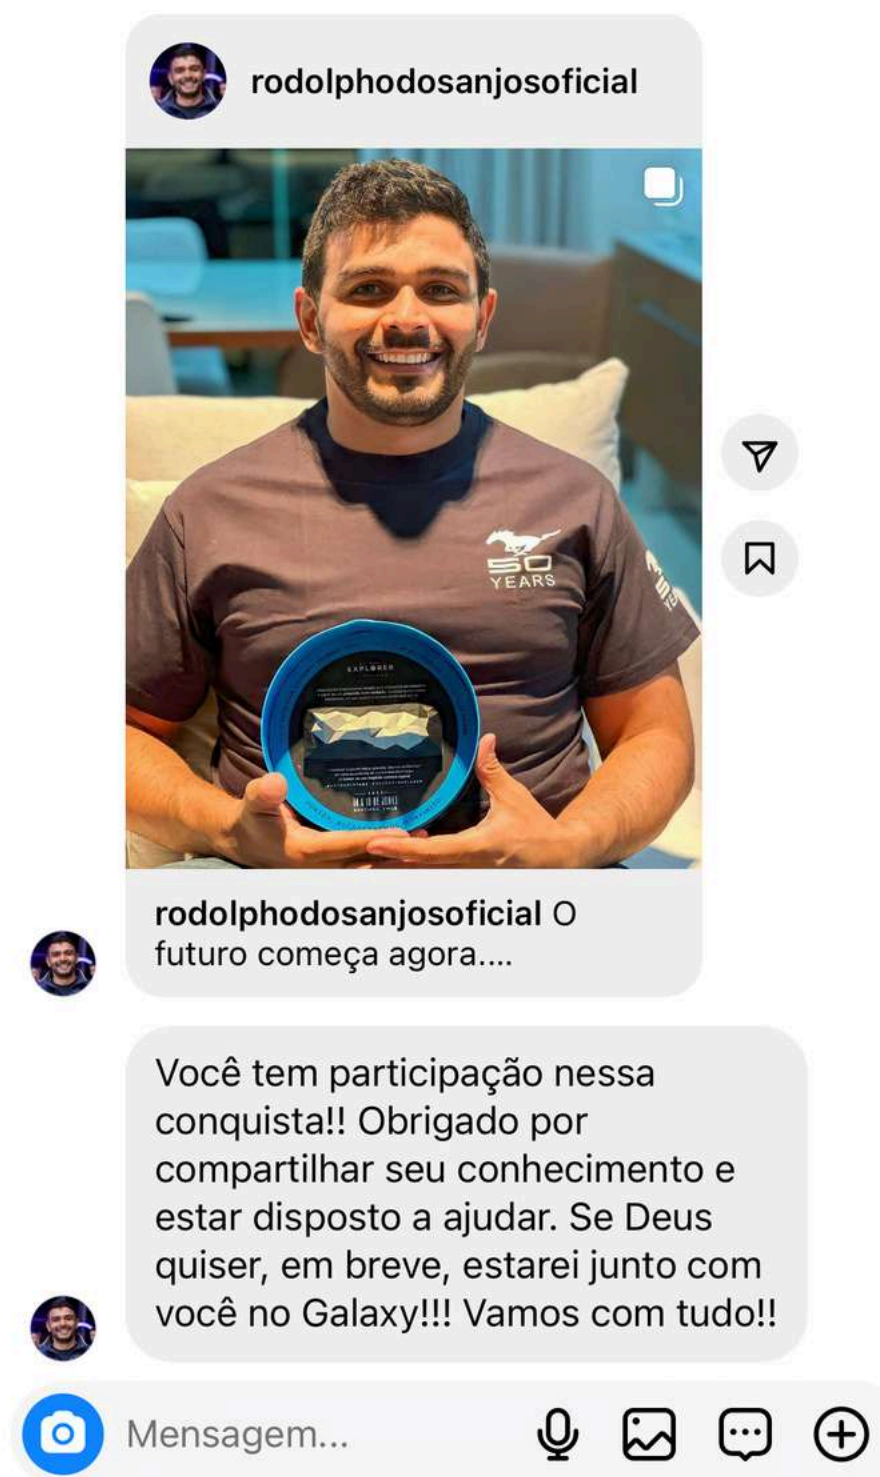 rodolphodosanjosoficial
50
YEARS
EXPLORER
rodolphodosanjosoficial O
futuro começa agora....
Você tem participação nessa
conquista!! Obrigado por
compartilhar seu conhecimento e
estar disposto a ajudar. Se Deus
quiser, em breve, estarei junto com
você no Galaxy!!! Vamos com tudo!!
Mensagem...